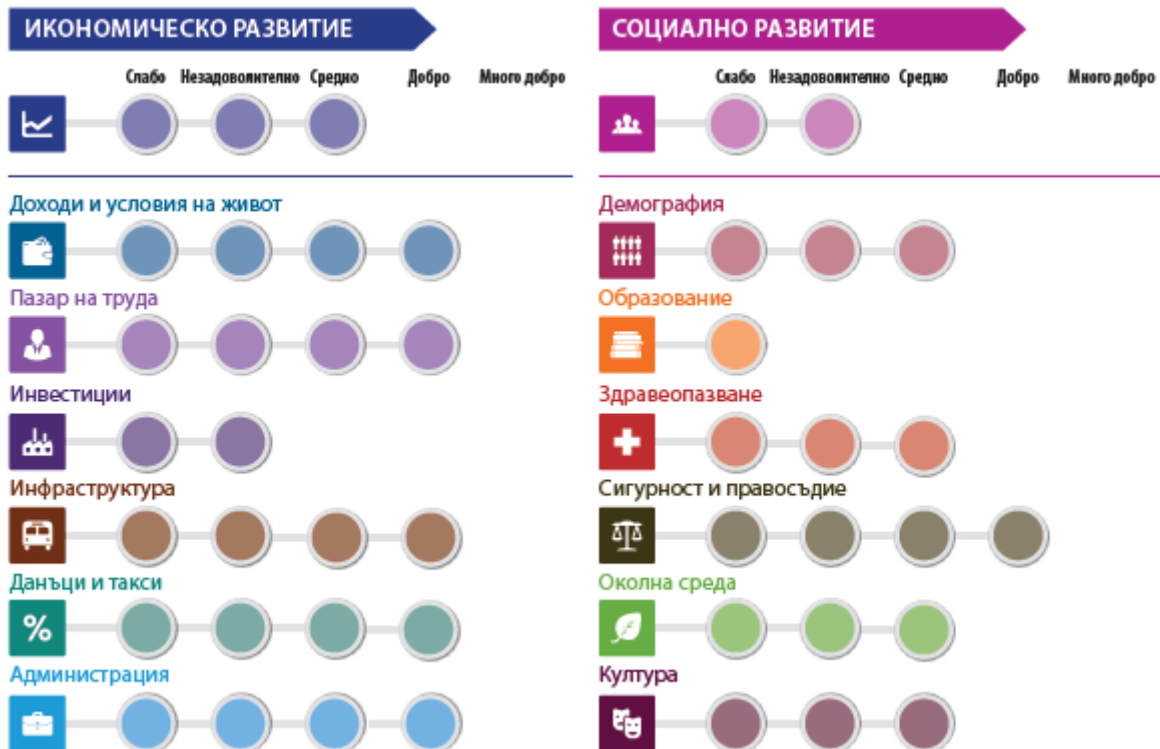 ИКОНОМИЧЕСКО РАЗВИТИЕ
Слабо Незадоволително Средно Добро Много добро
Доходи и условия на живот
Пазар на труда
Инвестиции
Инфраструктура
Данъци и такси
%
Администрация
СОЦИАЛНО РАЗВИТИЕ
Слабо Незадоволително Средно Добро Много добро
Демография
Образование
Здравеопазване
Сигурност и правосъдие
Околна среда
Култура